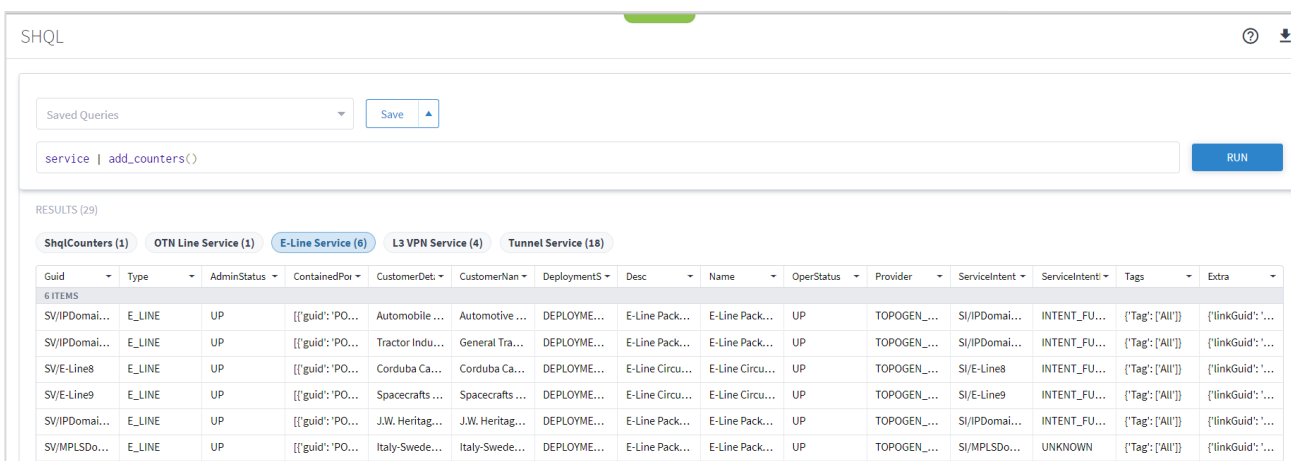 SHQL
Saved Queries Save
service | add_counters()
RUN
RESULTS (29)
ShqlCounters (1) OTN Line Service (1) E-Line Service (6) L3 VPN Service (4) Tunnel Service (18)
Guid Type AdminStatus ContainedPor CustomerDeta CustomerNan DeploymentS Desc Name OperStatus Provider ServiceIntent ServiceIntenti Tags Extra
6 ITEMS
SV/IPDomai... E_LINE UP [{'guid': 'PO... Automobile ... Automotive ... DEPLOYME... E-Line Pack... E-Line Pack... UP TOPOGEN_... SI/IPDomai... INTENT_FU... {'Tag': ['All']} {'linkGuid': '...
SV/IPDomai... E_LINE UP [{'guid': 'PO... Tractor Indu... General Tra... DEPLOYME... E-Line Pack... E-Line Pack... UP TOPOGEN_... SI/IPDomai... INTENT_FU... {'Tag': ['All']} {'linkGuid': '...
SV/E-Line8 E_LINE UP [{'guid': 'PO... Corduba Ca... Corduba Ca... DEPLOYME... E-Line Circu... E-Line Circu... UP TOPOGEN_... SI/E-Line8 INTENT_FU... {'Tag': ['All']} {'linkGuid': '...
SV/E-Line9 E_LINE UP [{'guid': 'PO... Spacecrafts ... Spacecrafts ... DEPLOYME... E-Line Circu... E-Line Circu... UP TOPOGEN_... SI/E-Line9 INTENT_FU... {'Tag': ['All']} {'linkGuid': '...
SV/IPDomai... E_LINE UP [{'guid': 'PO... J.W. Heritag... J.W. Heritag... DEPLOYME... E-Line Pack... E-Line Pack... UP TOPOGEN_... SI/IPDomai... INTENT_FU... {'Tag': ['All']} {'linkGuid': '...
SV/MPLSDo... E_LINE UP [{'guid': 'PO... Italy-Swede... Italy-Swede... DEPLOYME... E-Line Pack... E-Line Pack... UP TOPOGEN_... SI/MPLSDo... UNKNOWN {'Tag': ['All']} {'linkGuid': '...